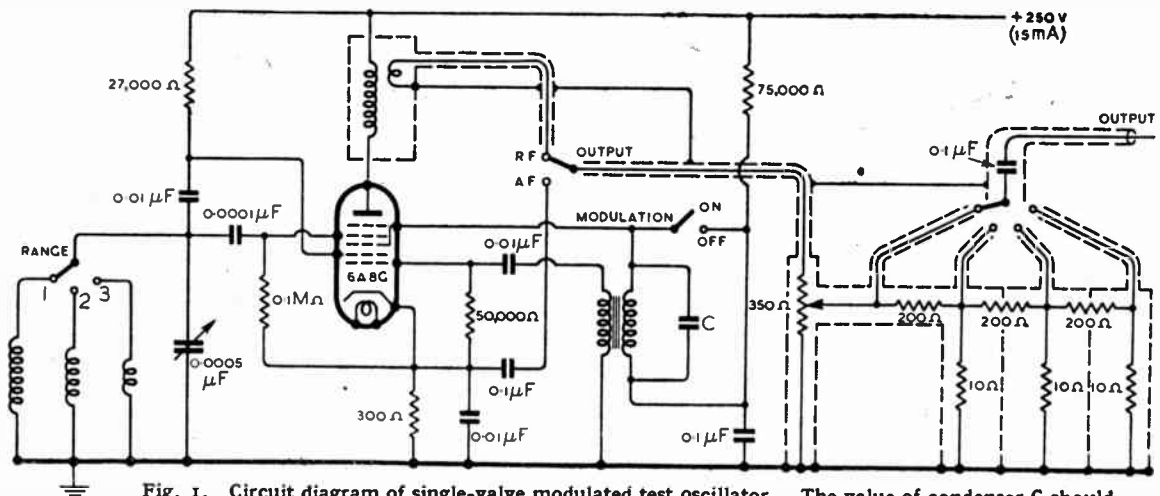 +250V
(15mA)
27,000 Ω
75,000 Ω
OUTPUT
0·1μF
RF
OUTPUT
AF
0·01μF
0·0001μF
MODULATION
ON
OFF
RANGE
1
2
3
6A8G
0·01μF
0·1MΩ
50,000Ω
350Ω
C
200Ω
200Ω
200Ω
0·0005
μF
0·1μF
300Ω
0·01μF
0·1μF
10Ω
10Ω
10Ω
Fig. 1. Circuit diagram of single-valve modulated test oscillator. The value of condenser C should